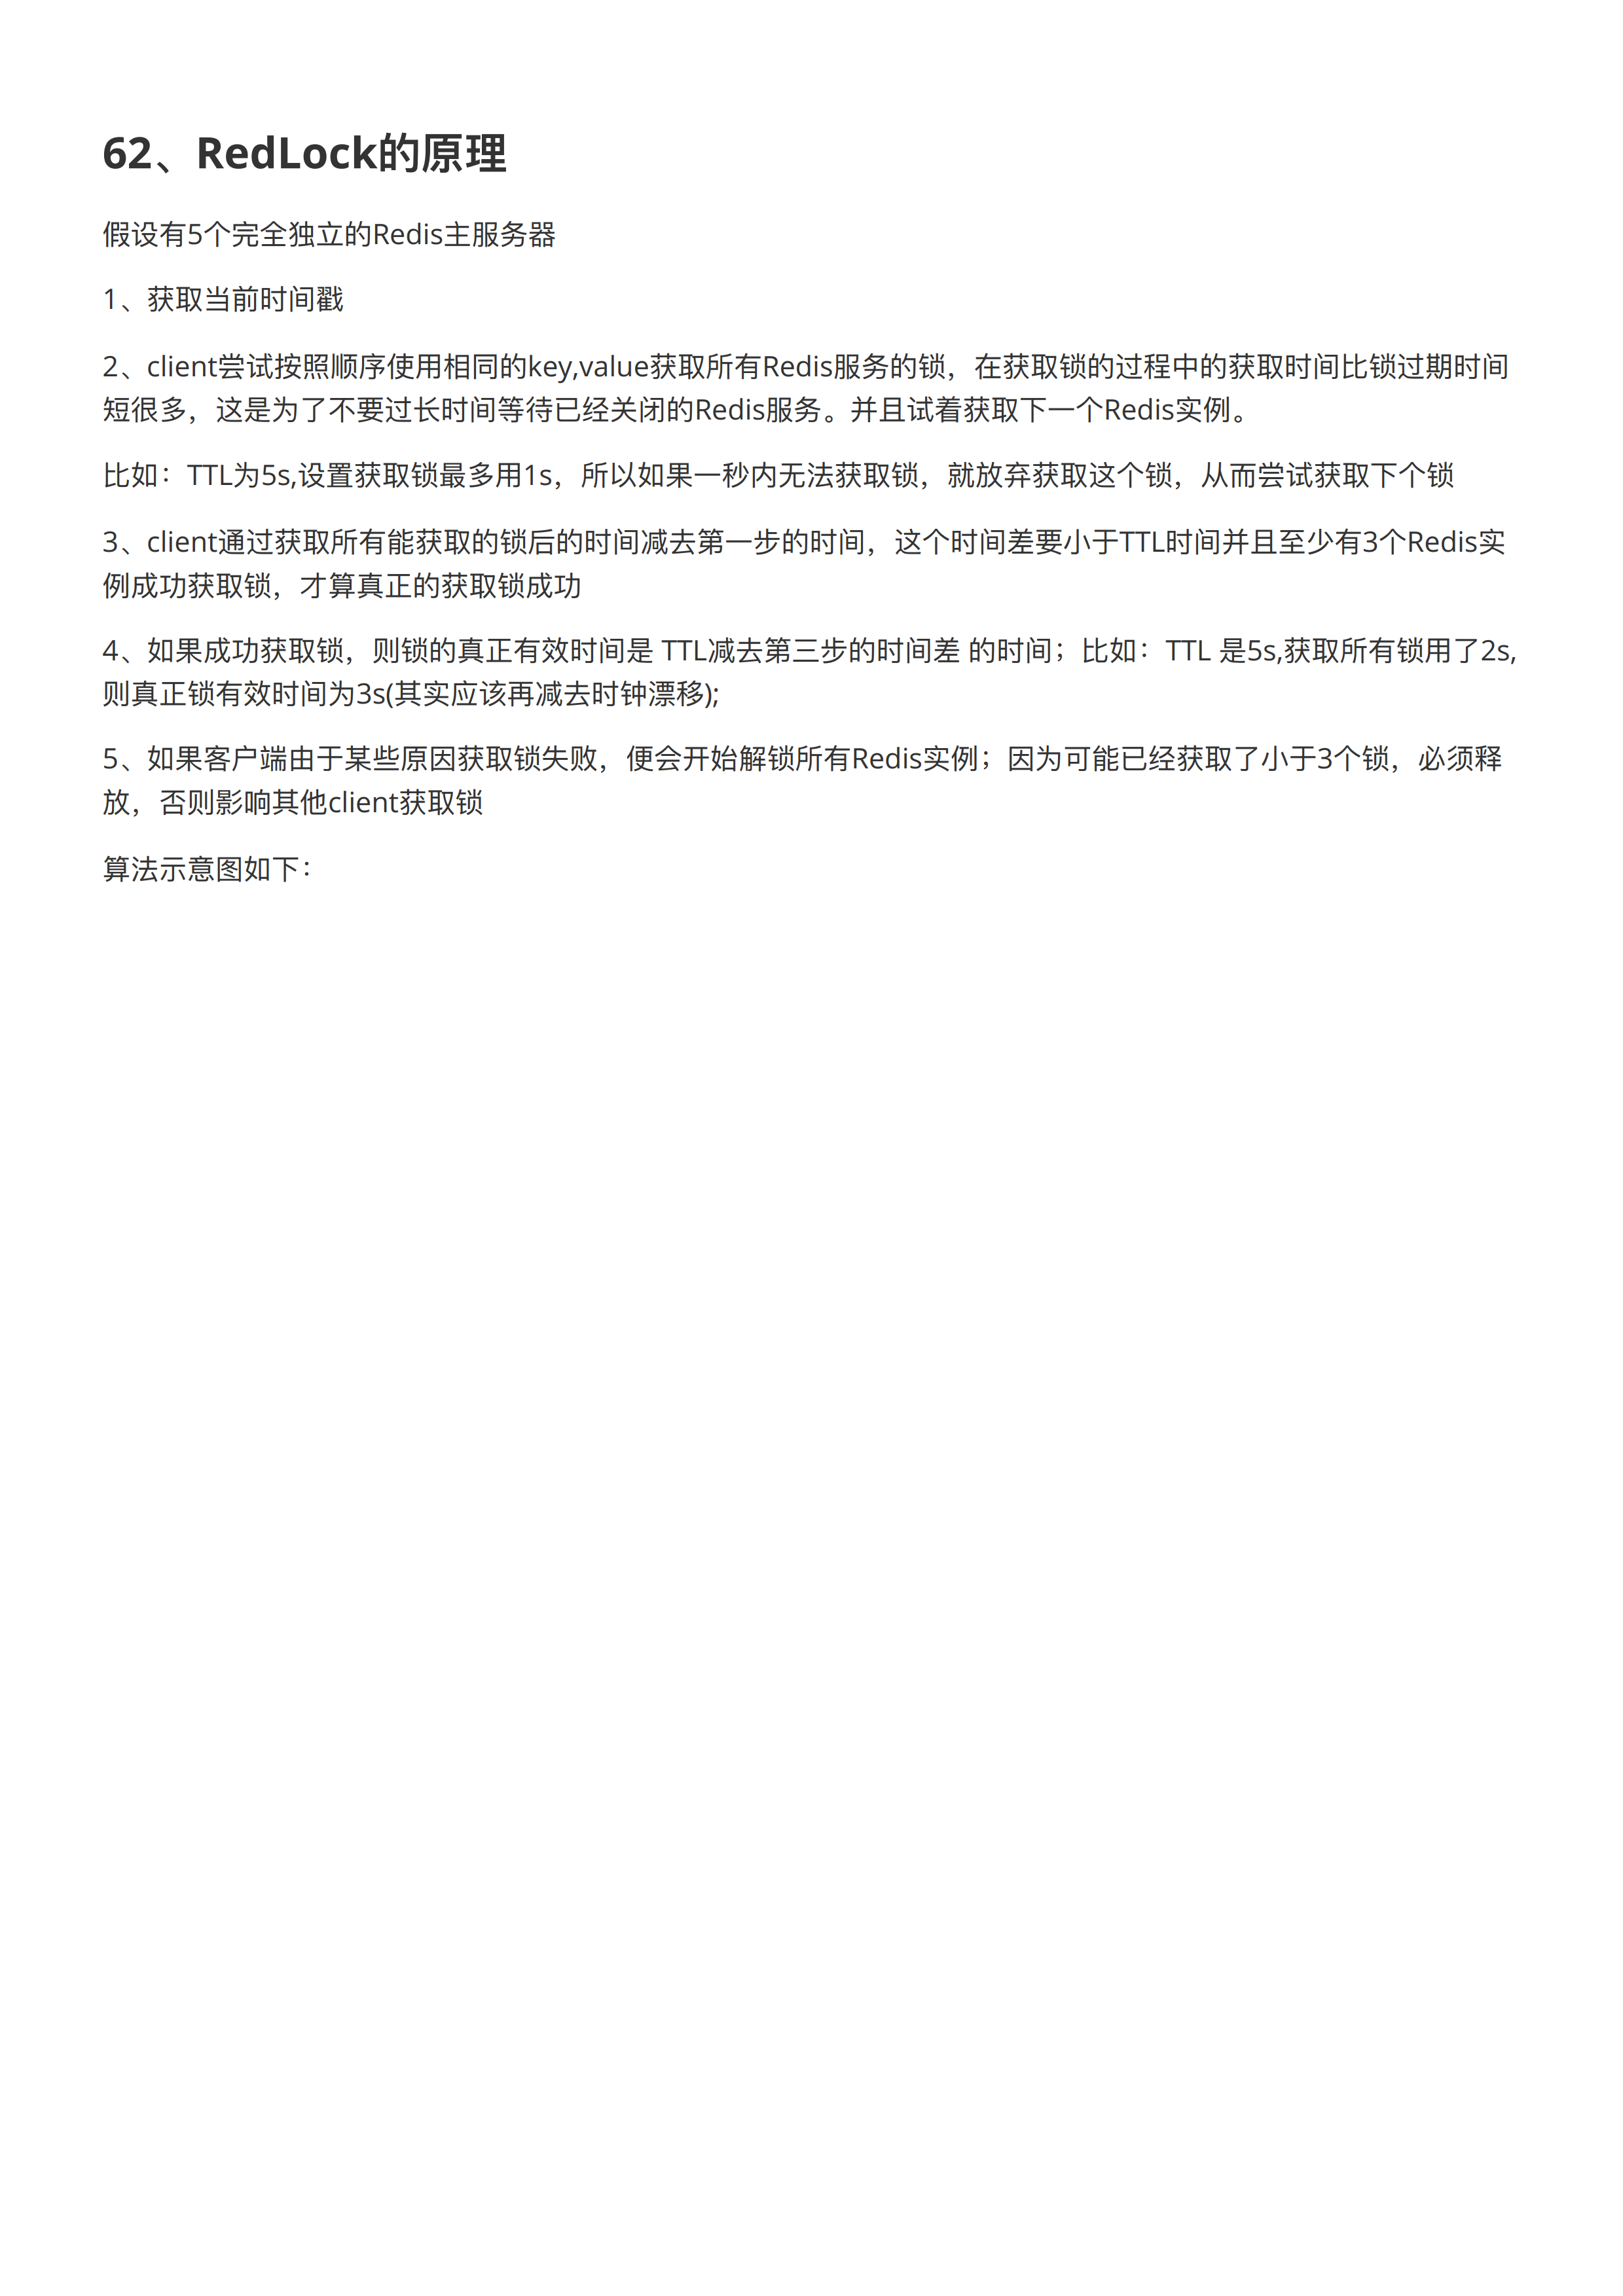 62、RedLock的原理
假设有5个完全独立的Redis主服务器
1、获取当前时间戳
2、client尝试按照顺序使用相同的key,value获取所有Redis服务的锁，在获取锁的过程中的获取时间比锁过期时间
短很多，这是为了不要过长时间等待已经关闭的Redis服务。并且试着获取下一个Redis实例。
比如：TTL为5s,设置获取锁最多用1s，所以如果一秒内无法获取锁，就放弃获取这个锁，从而尝试获取下个锁
3、client通过获取所有能获取的锁后的时间减去第一步的时间，这个时间差要小于TTL时间并且至少有3个Redis实
例成功获取锁，才算真正的获取锁成功
4、如果成功获取锁，则锁的真正有效时间是 TTL减去第三步的时间差 的时间；比如：TTL 是5s,获取所有锁用了2s,
则真正锁有效时间为3s(其实应该再减去时钟漂移);
5、如果客户端由于某些原因获取锁失败，便会开始解锁所有Redis实例；因为可能已经获取了小于3个锁，必须释
放，否则影响其他client获取锁
算法示意图如下：